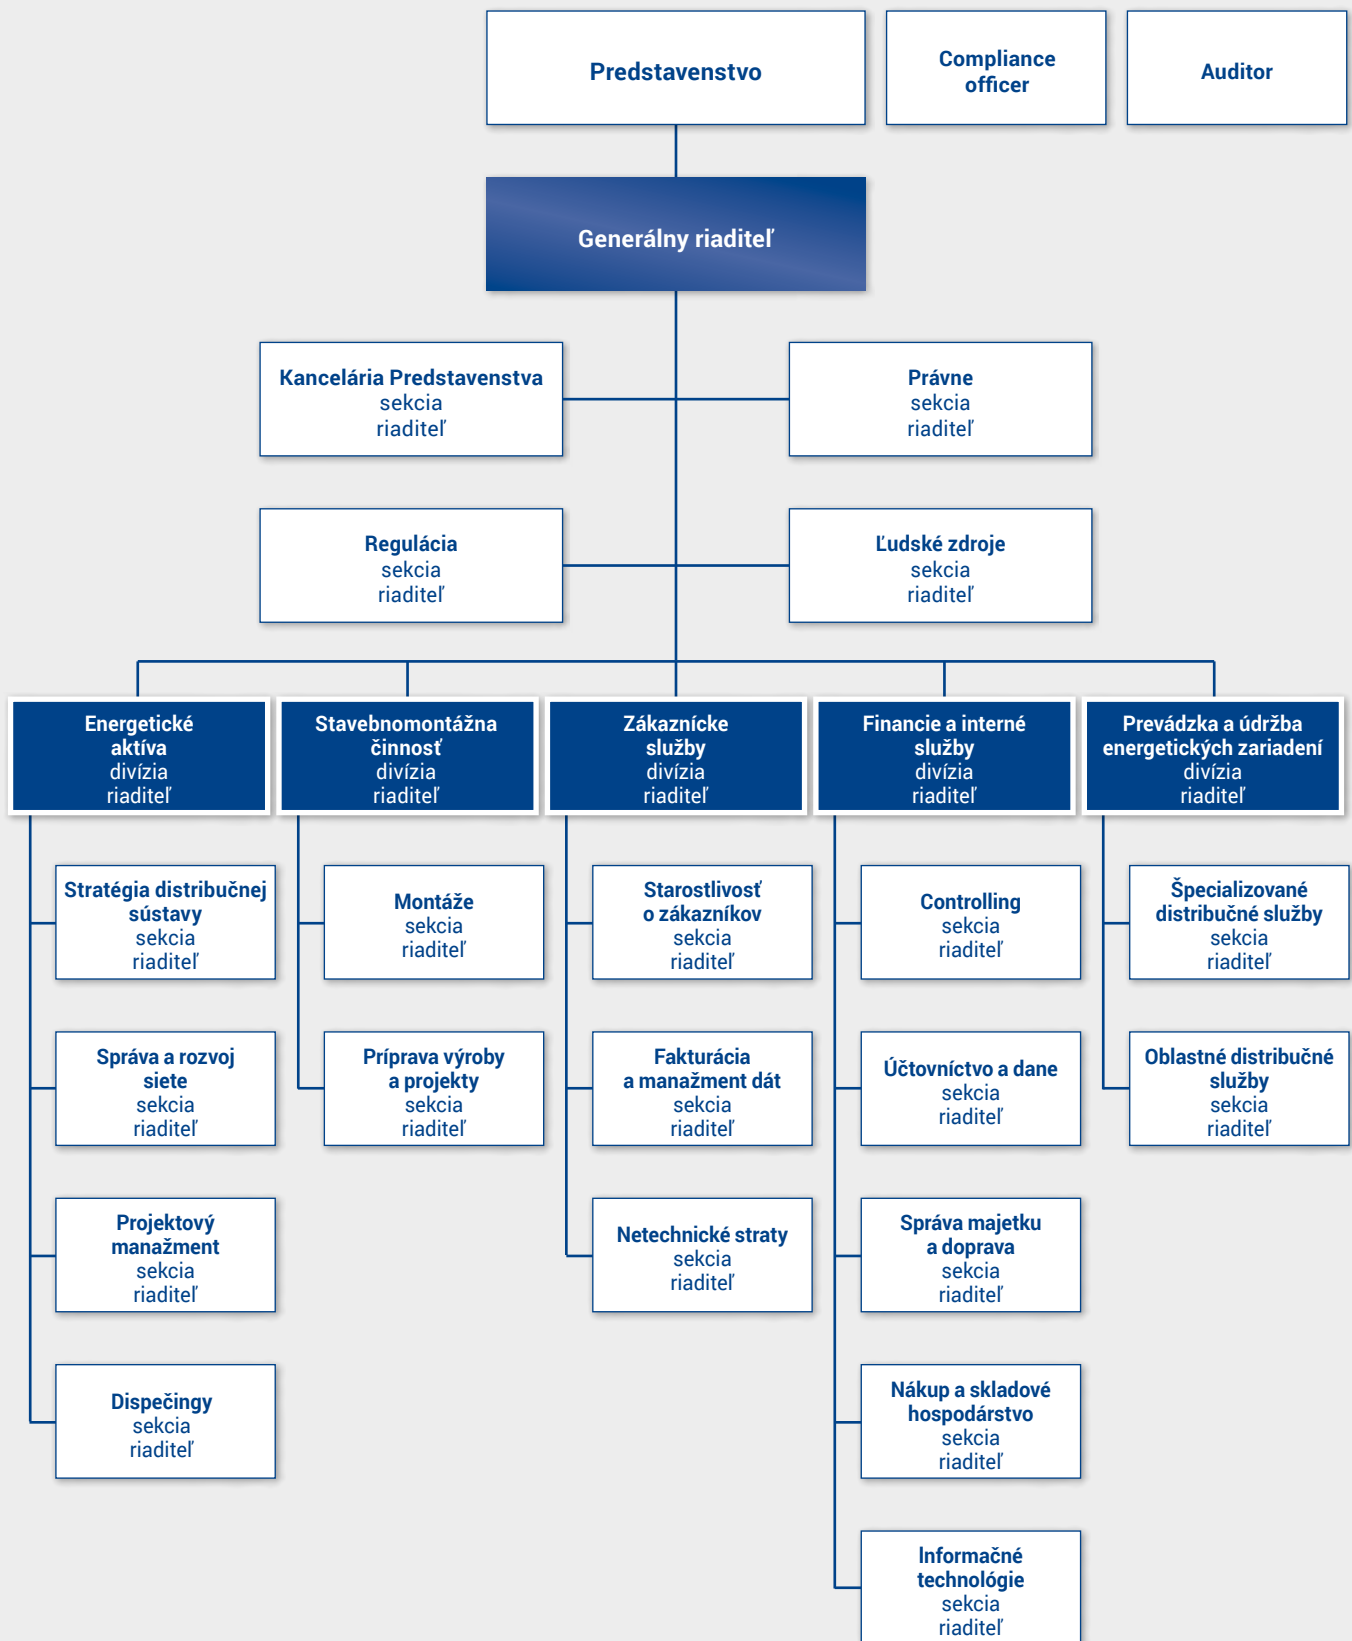 Predstavenstvo
Compliance
officer
Auditor
Generálny riaditeľ
Kancelária Predstavenstva
sekcia
riaditeľ
Právne
sekcia
riaditeľ
Regulácia
sekcia
riaditeľ
Ľudské zdroje
sekcia
riaditeľ
Energetické
aktíva
divízia
riaditeľ
Stavebnomontážna
činnosť
divízia
riaditeľ
Zákaznícke
služby
divízia
riaditeľ
Financie a interné
služby
divízia
riaditeľ
Prevádzka a údržba
energetických zariadení
divízia
riaditeľ
Stratégia distribučnej
sústavy
sekcia
riaditeľ
Montáže
sekcia
riaditeľ
Starostlivosť
o zákazníkov
sekcia
riaditeľ
Controlling
sekcia
riaditeľ
Špecializované
distribučné služby
sekcia
riaditeľ
Správa a rozvoj
siete
sekcia
riaditeľ
Príprava výroby
a projekty
sekcia
riaditeľ
Fakturácia
a manažment dát
sekcia
riaditeľ
Účtovníctvo a dane
sekcia
riaditeľ
Oblastné distribučné
služby
sekcia
riaditeľ
Projektový
manažment
sekcia
riaditeľ
Netechnické straty
sekcia
riaditeľ
Správa majetku
a doprava
sekcia
riaditeľ
Dispečingy
sekcia
riaditeľ
Nákup a skladové
hospodárstvo
sekcia
riaditeľ
Informačné
technológie
sekcia
riaditeľ